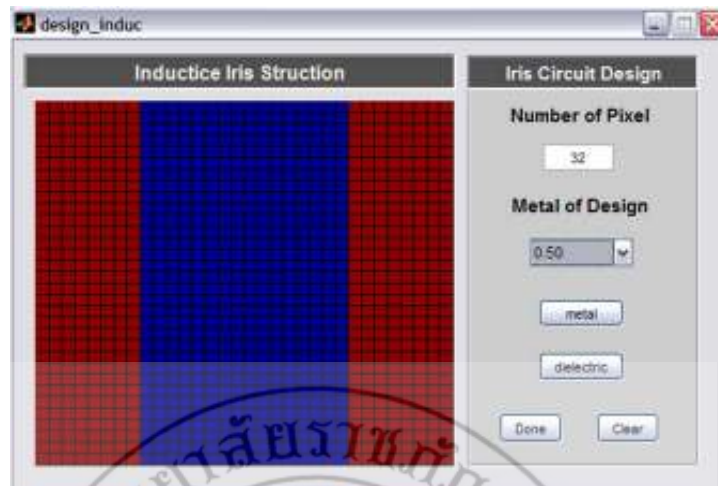 design_induc
Inductice Iris Struction
Iris Circuit Design
Number of Pixel
32
Metal of Design
0.50
metal
dielectric
Done
Clear